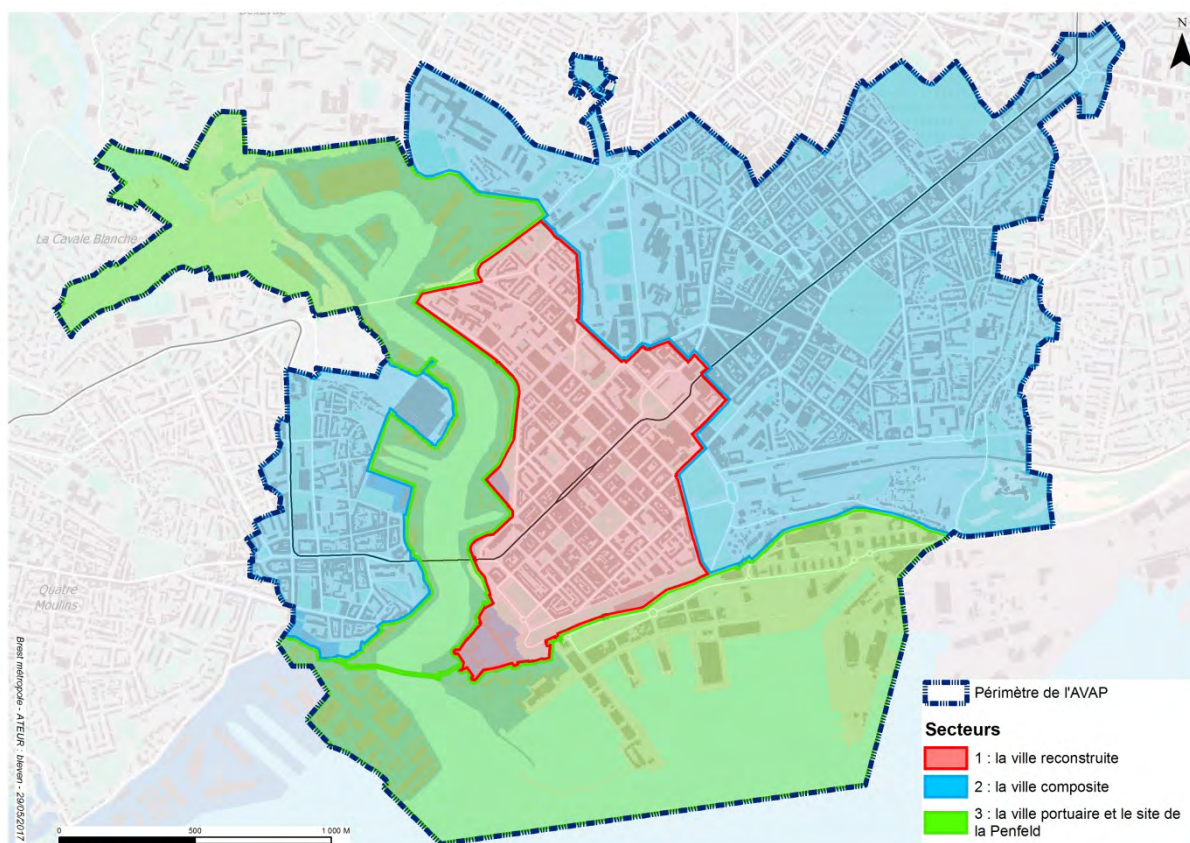 N
La Cavale Blanche
Quatre
Moulins
Brest métropole - ATEUR : bleven - 29/05/2017
Périmètre de l'AVAP
Secteurs
1 : la ville reconstruite
2 : la ville composite
3 : la ville portuaire et le site de
la Penfeld
0 500 1 000 M